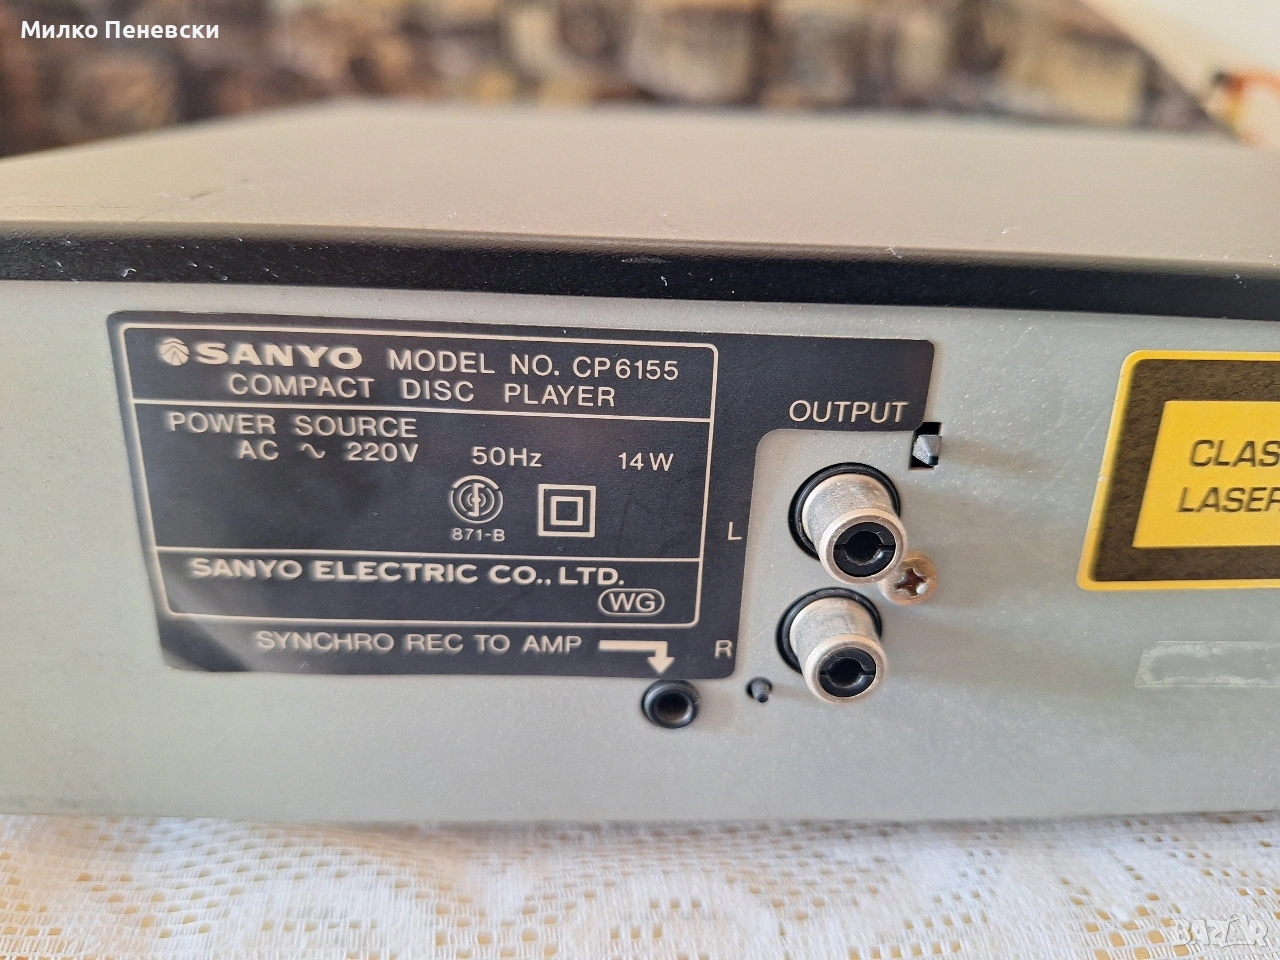 Милко Пеневски
SANYO MODEL NO. CP6155
COMPACT DISC PLAYER
POWER SOURCE
AC ~ 220V 50Hz 14W
871-B
SANYO ELECTRIC CO., LTD.
WG
SYNCHRO REC TO AMP
OUTPUT
L
R
CLAS
LASER
BAZAR